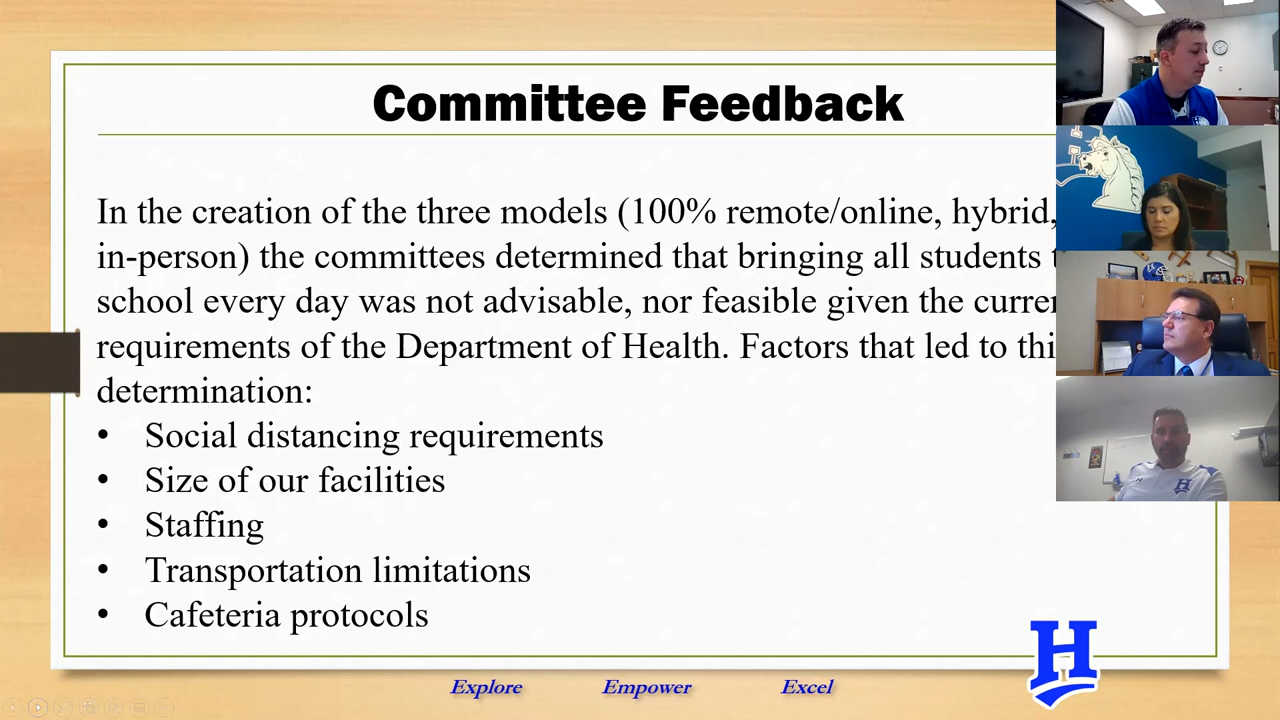 Committee Feedback
In the creation of the three models (100% remote/online, hybrid,
in-person) the committees determined that bringing all students
school every day was not advisable, nor feasible given the
requirements of the Department of Health. Factors that led to
determination:
• Social distancing requirements
• Size of our facilities
• Staffing
• Transportation limitations
• Cafeteria protocols
H
Explore Empower Excel